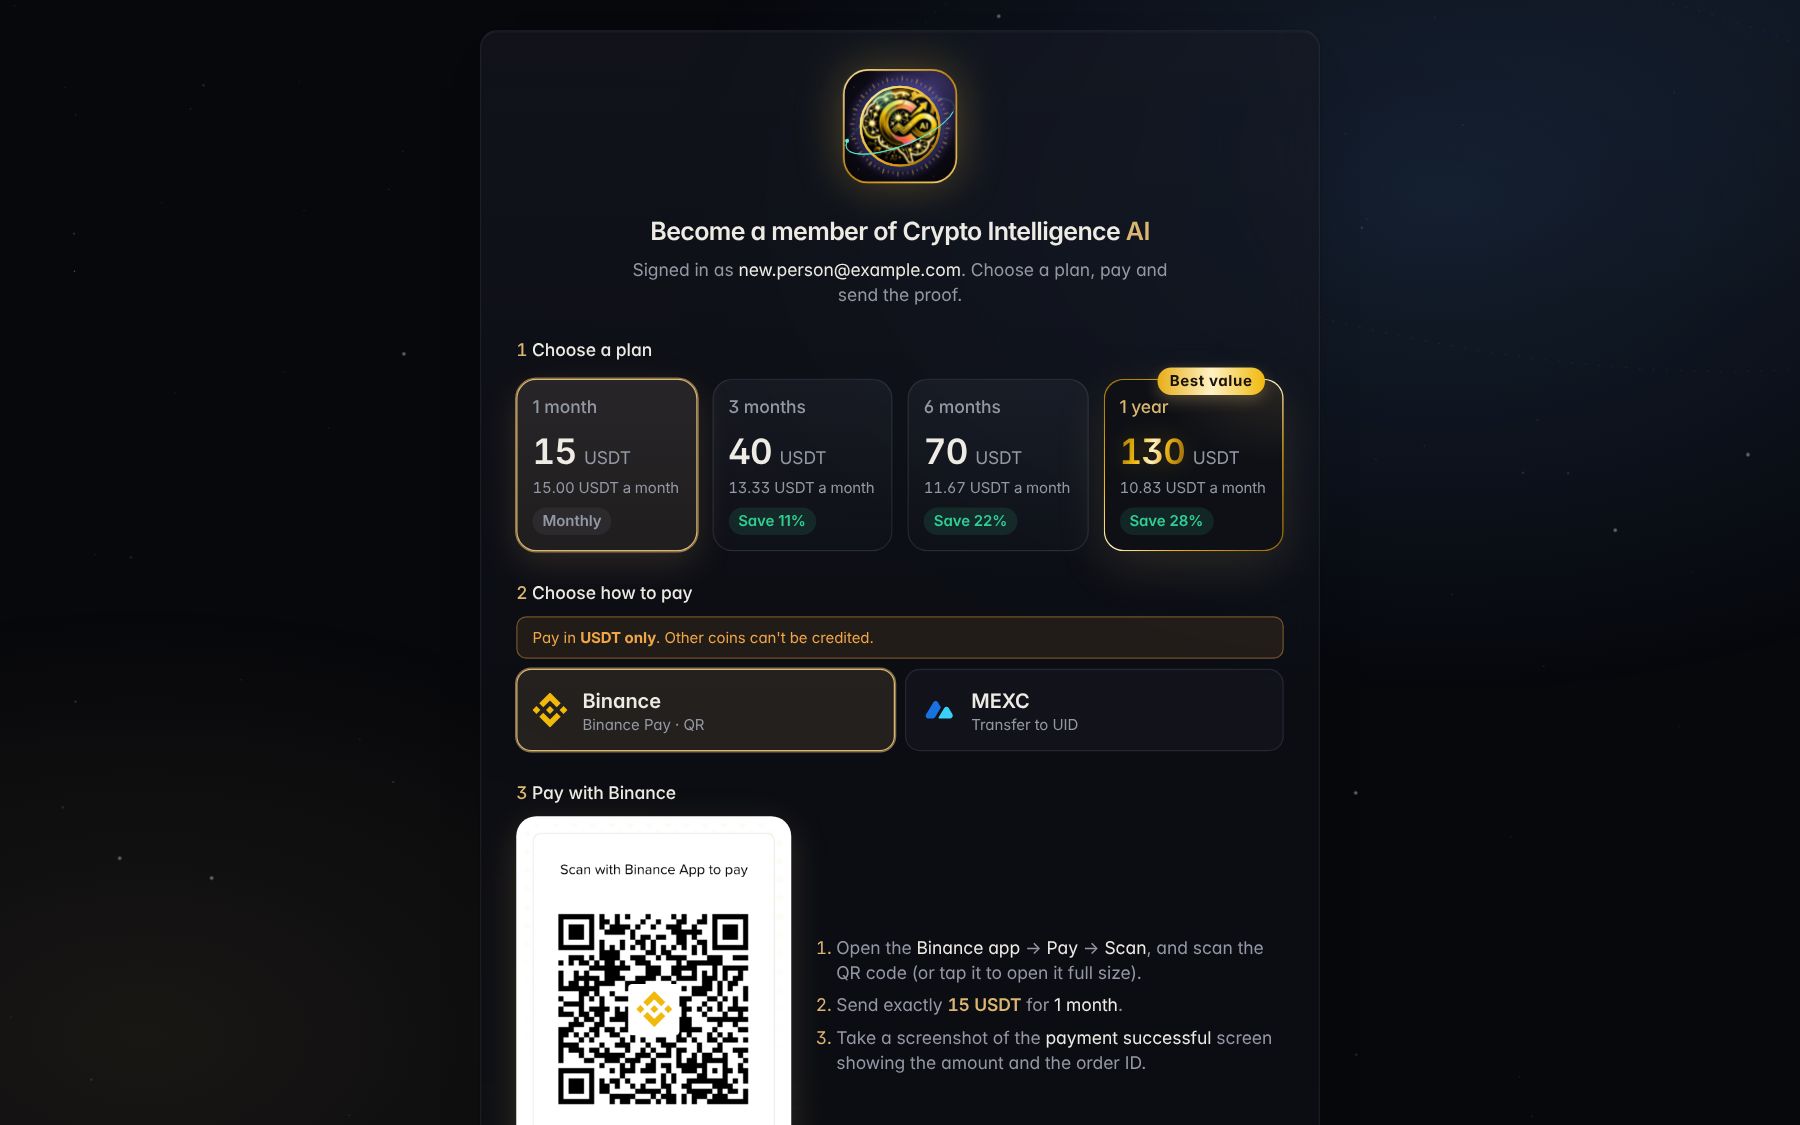 AI
Become a member of Crypto Intelligence AI
Signed in as new.person@example.com. Choose a plan, pay and
send the proof.
1 Choose a plan
1 month
15 USDT
15.00 USDT a month
Monthly
3 months
40 USDT
13.33 USDT a month
Save 11%
6 months
70 USDT
11.67 USDT a month
Save 22%
Best value
1 year
130 USDT
10.83 USDT a month
Save 28%
2 Choose how to pay
Pay in USDT only. Other coins can't be credited.
Binance
Binance Pay · QR
MEXC
Transfer to UID
3 Pay with Binance
Scan with Binance App to pay
1. Open the Binance app → Pay → Scan, and scan the
QR code (or tap it to open it full size).
2. Send exactly 15 USDT for 1 month.
3. Take a screenshot of the payment successful screen
showing the amount and the order ID.